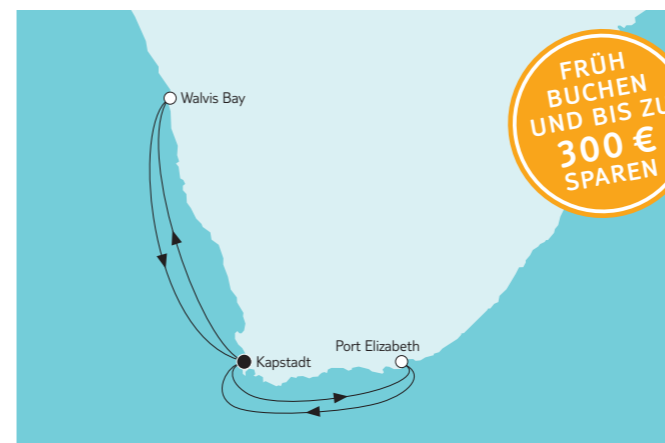 Walvis Bay
FRÜH
BUCHEN
UND BIS ZU
300 €
SPAREN
Port Elizabeth
Kapstadt